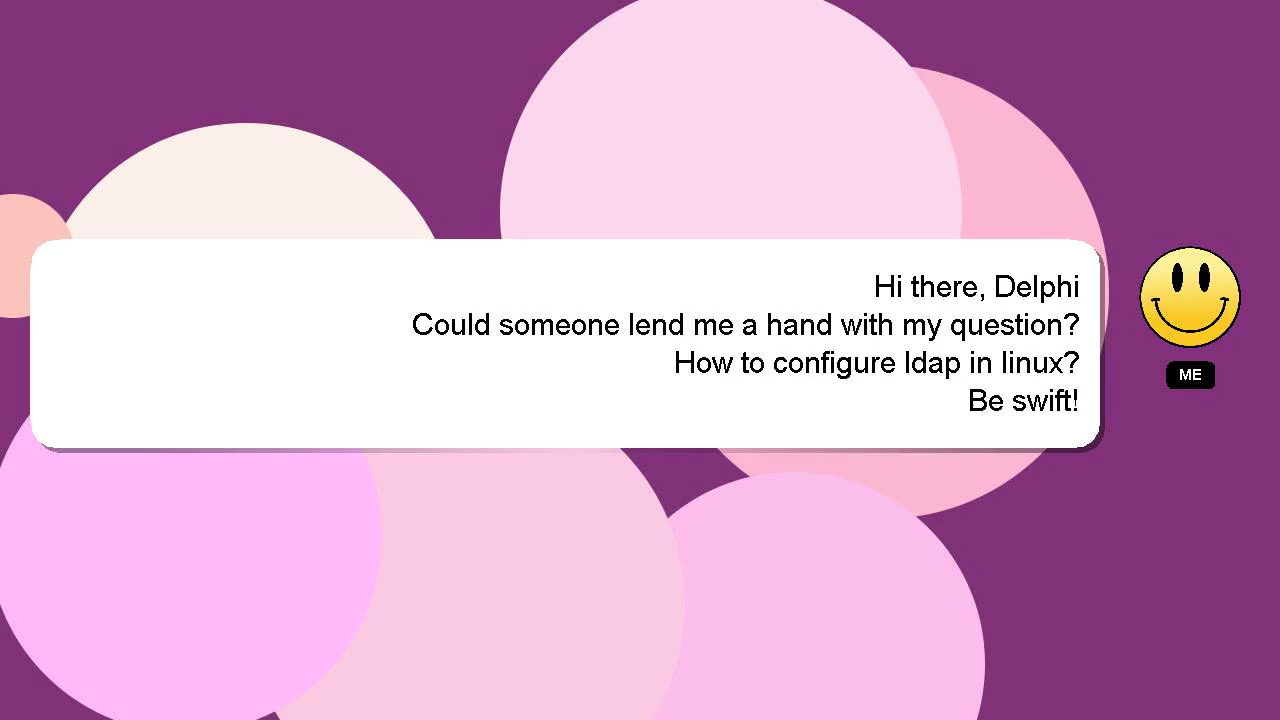 Hi there, Delphi
Could someone lend me a hand with my question?
How to configure ldap in linux?
Be swift!
ME